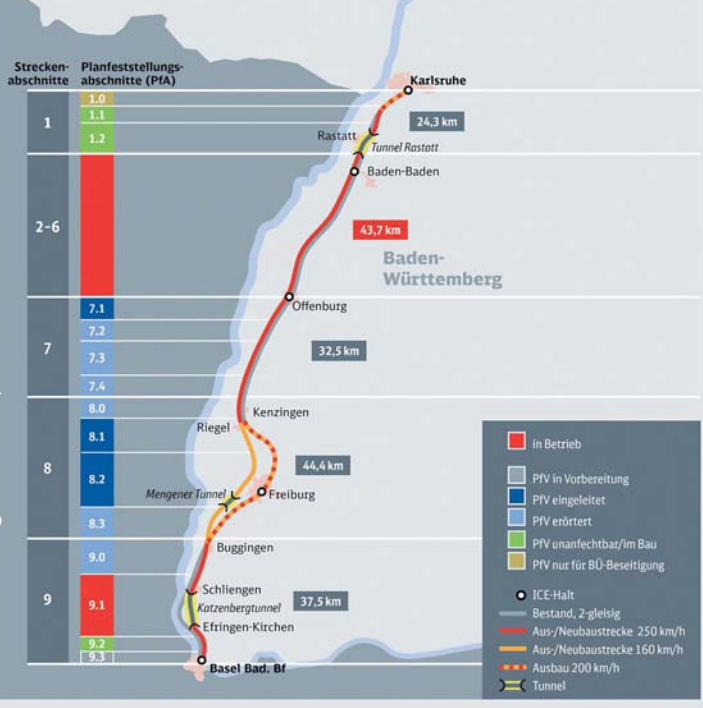 Strecken-
abschnitte
Planfeststellungs-
abschnitte (PfA)
Karlsruhe
1.0
1
1.1
24,3 km
1.2
Rastatt
Tunnel Rastatt
Baden-Baden
2-6
43,7 km
Baden-
Württemberg
7.1
Offenburg
7.2
7
7.3
32,5 km
7.4
8.0
Kenzingen
Riegel
8.1
8
44,4 km
8.2
Mengener Tunnel
Freiburg
8.3
Buggingen
9.0
Schliengen
9
9.1
Katzenbergtunnel
37,5 km
Efringen-Kirchen
9.2
9.3
Basel Bad. Bf
in Betrieb
PfV in Vorbereitung
PfV eingeleitet
PfV erörtert
PfV unanfechtbar/im Bau
PfV nur für BÜ-Beseitigung
ICE-Halt
Bestand, 2-gleisig
Aus-/Neubaustrecke 250 km/h
Aus-/Neubaustrecke 160 km/h
Ausbau 200 km/h
Tunnel